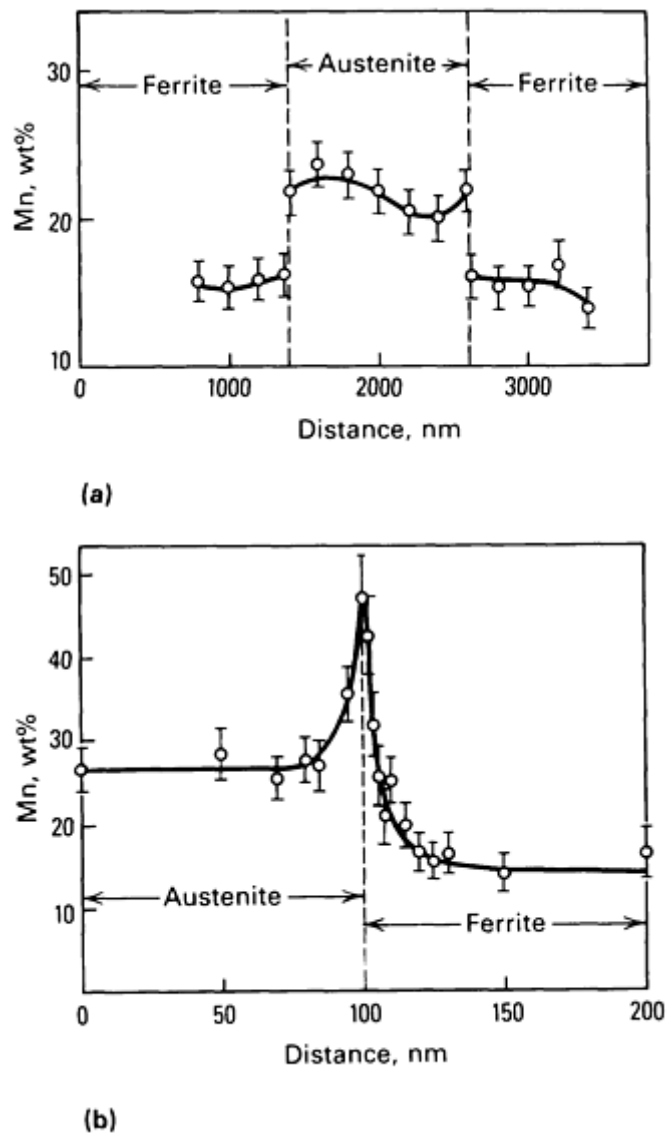 30
20
10
Mn, wt%
Ferrite
Austenite
Ferrite
0
1000
2000
3000
Distance, nm
(a)
50
40
30
20
10
Mn, wt%
Austenite
Ferrite
0
50
100
150
200
Distance, nm
(b)